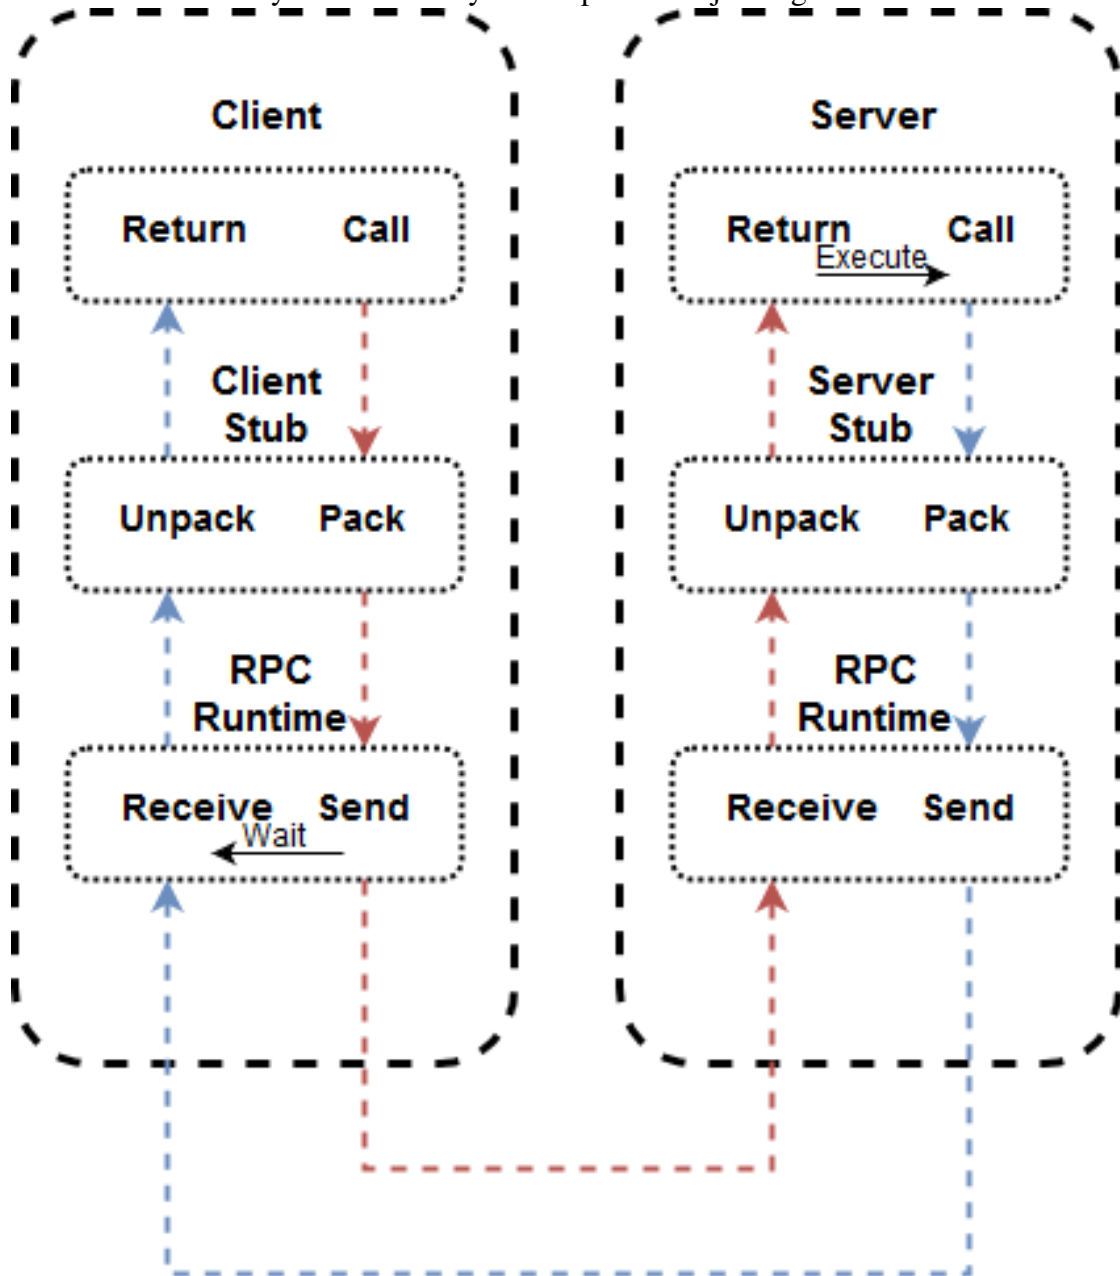 Client
Return Call
Client
Stub
Unpack Pack
RPC
Runtime
Receive Send
Wait
Server
Return Call
Execute
Server
Stub
Unpack Pack
RPC
Runtime
Receive Send